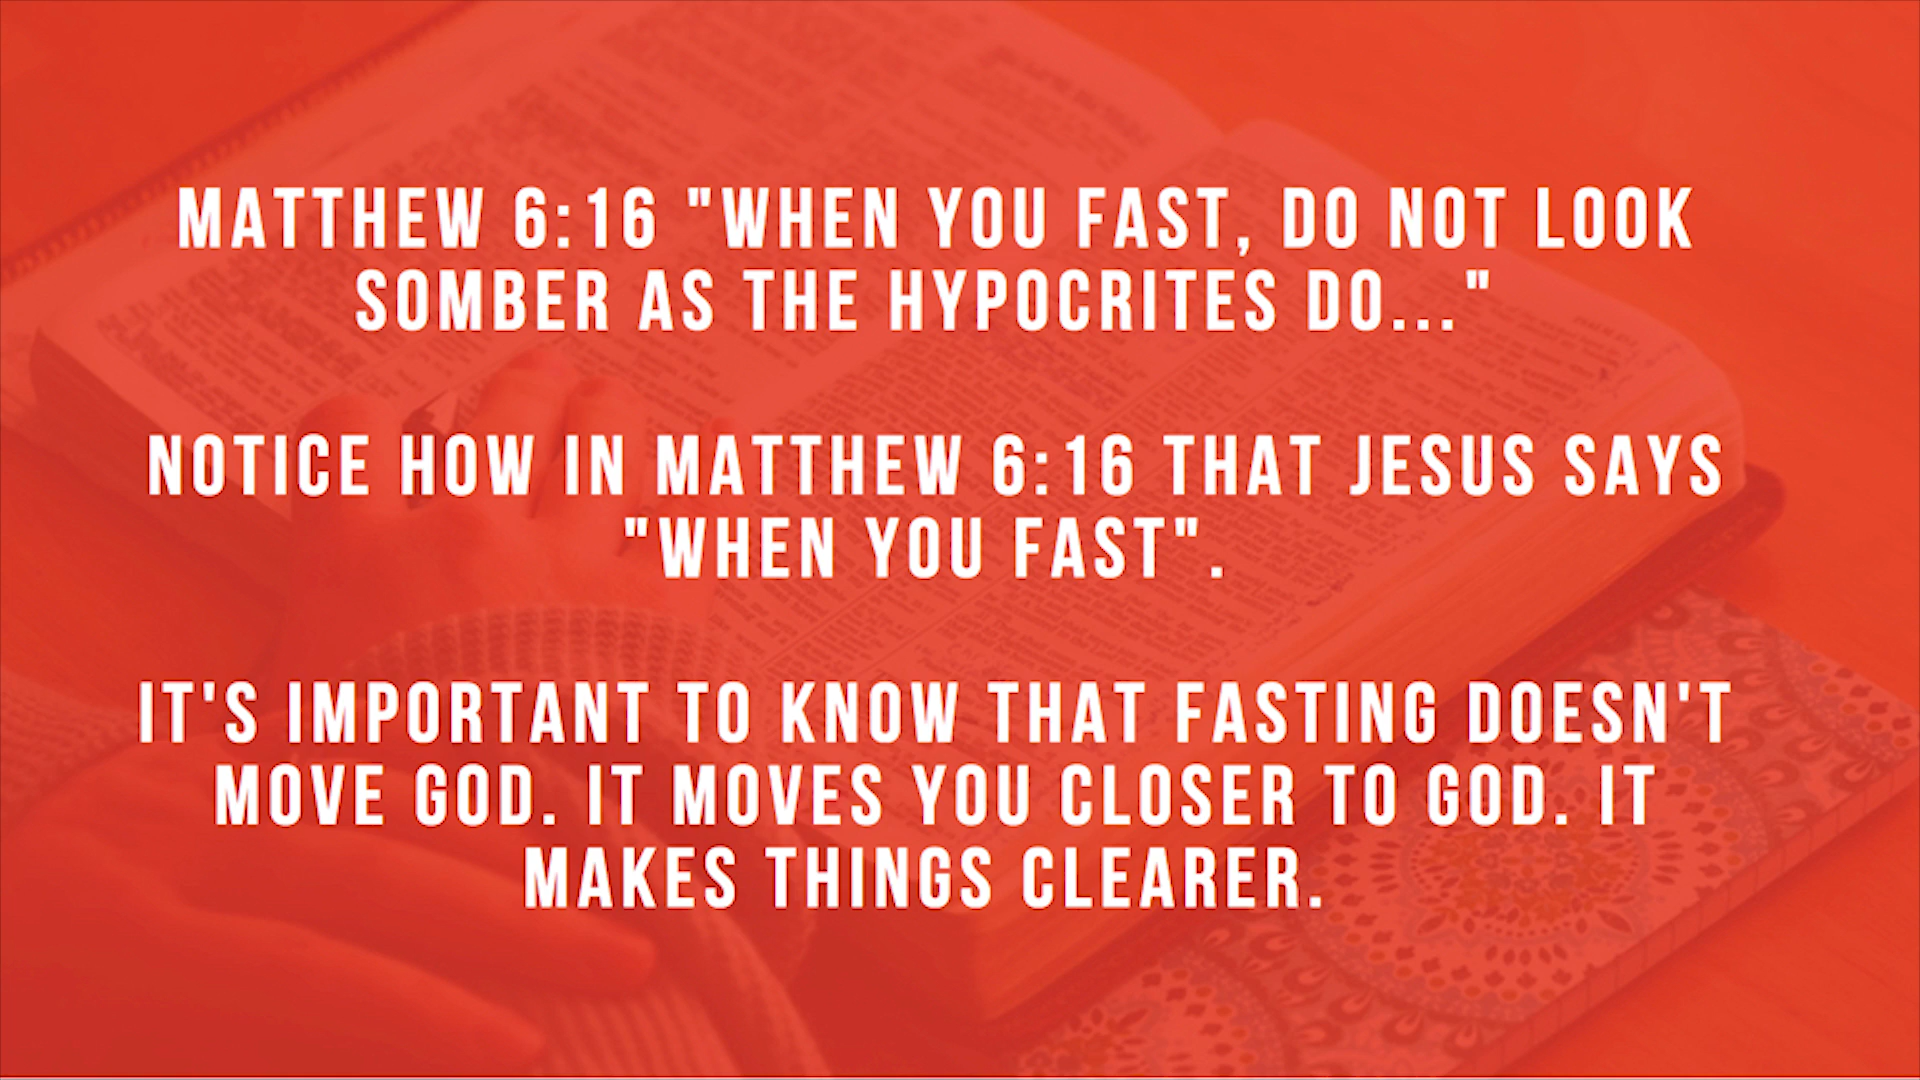 MATTHEW 6:16 "WHEN YOU FAST, DO NOT LOOK
SOMBER AS THE HYPOCRITES DO..."
NOTICE HOW IN MATTHEW 6:16 THAT JESUS SAYS
"WHEN YOU FAST".
IT'S IMPORTANT TO KNOW THAT FASTING DOESN'T
MOVE GOD. IT MOVES YOU CLOSER TO GOD. IT
MAKES THINGS CLEARER.